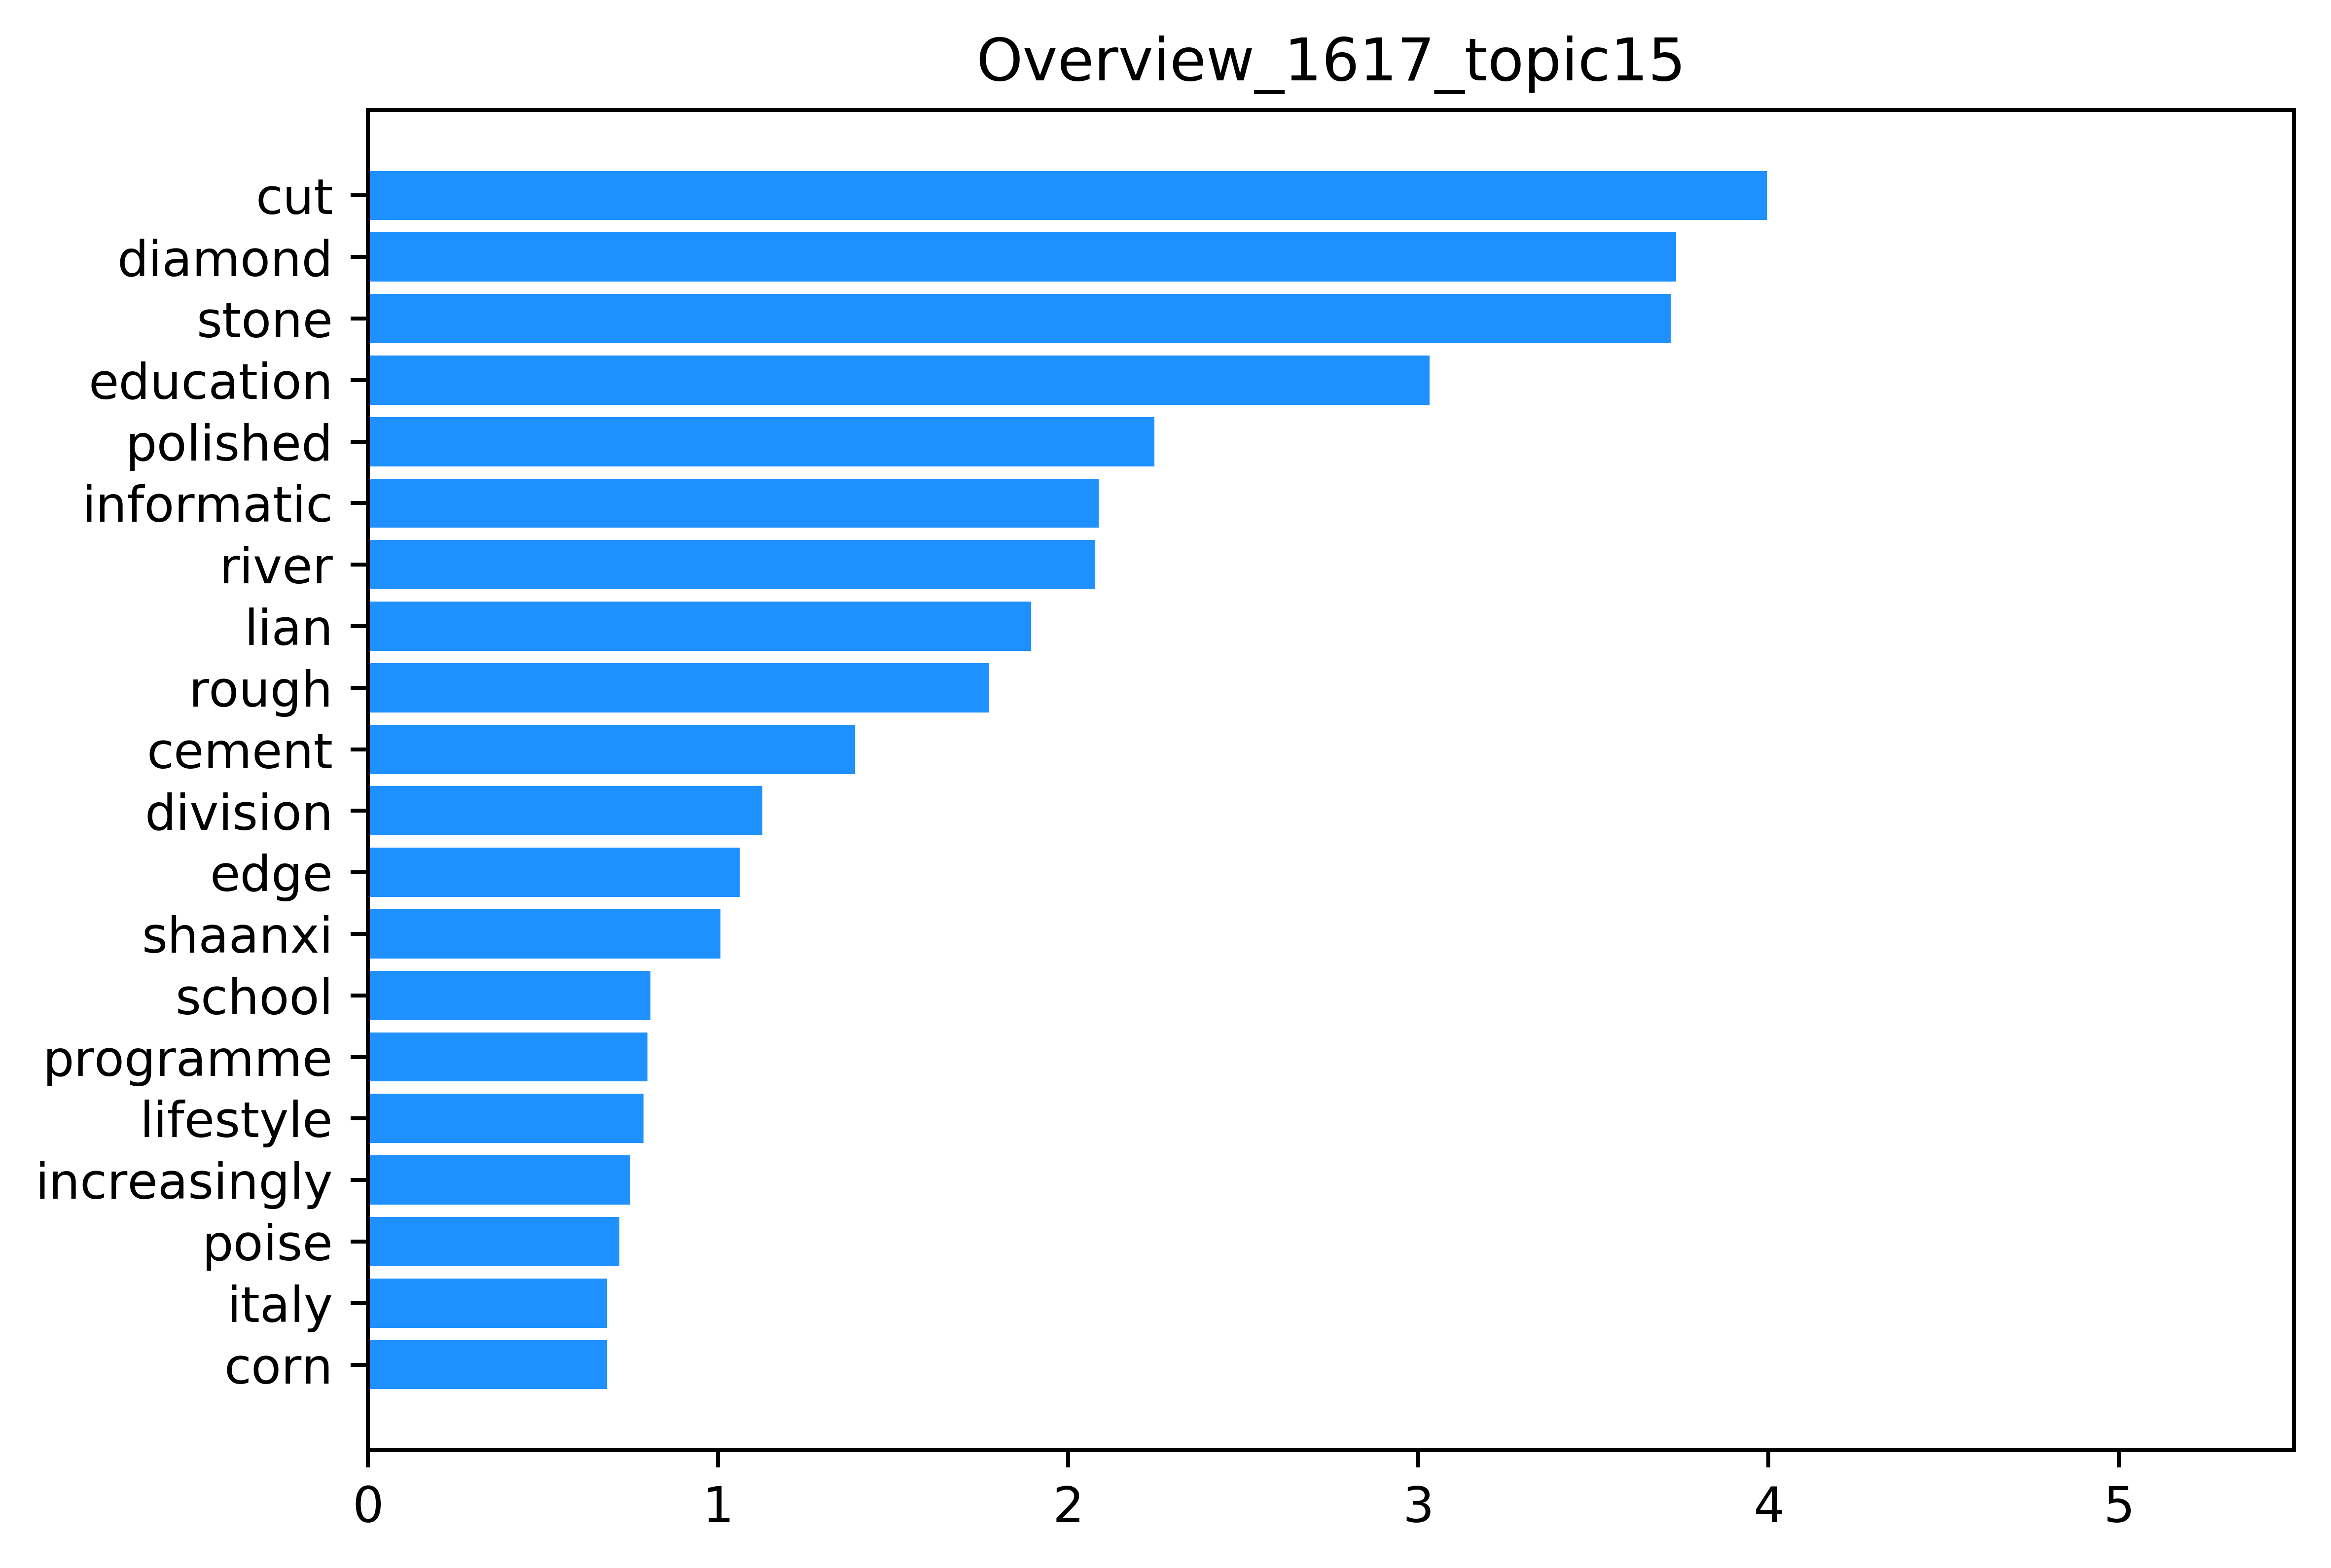 Overview_1617_topic15
cut
diamond
stone
education
polished
informatic
river
lian
rough
cement
division
edge
shaanxi
school
programme
lifestyle
increasingly
poise
italy
corn
0 1 2 3 4 5